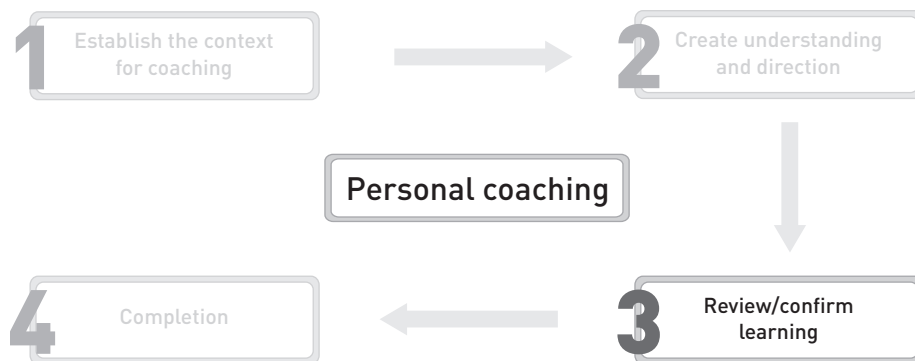 1
Establish the context
for coaching
2
Create understanding
and direction
Personal coaching
3
Review/confirm
learning
4
Completion